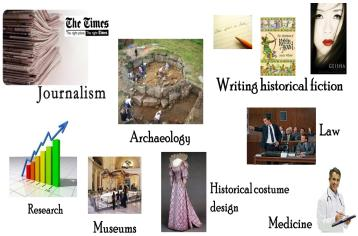 The Times
Journalism
Archaeology
Writing historical fiction
GEISHA
Law
Research
Museums
Historical costume
design
Medicine